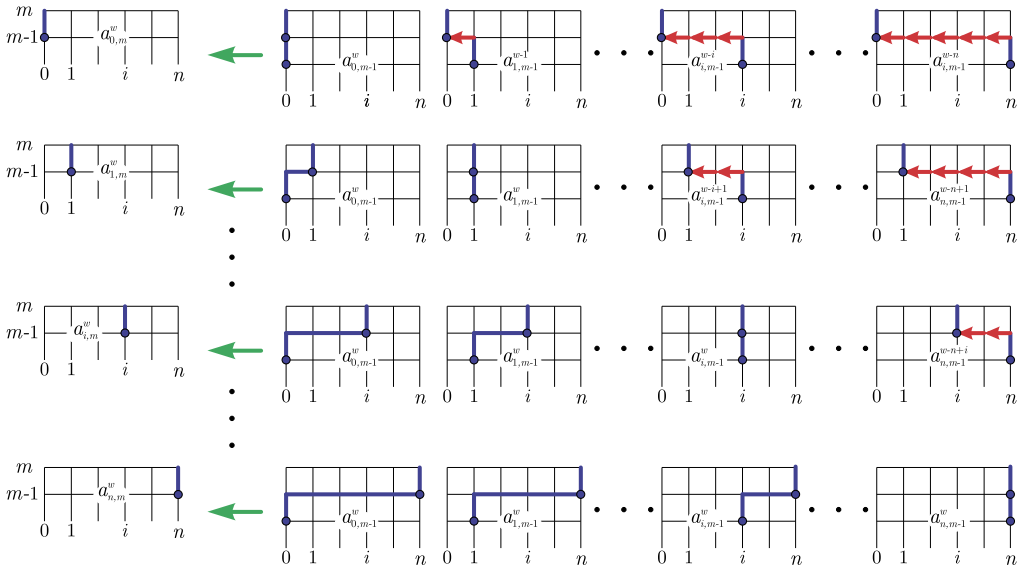 m
m-1 a^w_{0,m} a^w_{0,m-1} a^{w-1}_{1,m-1} a^{w-i}_{i,m-1} a^{w-n}_{i,m-1}
0 1 i n 0 1 i n 0 1 i n 0 1 i n 0 1 i n
m
m-1 a^w_{1,m} a^w_{0,m-1} a^w_{1,m-1} a^{w-i+1}_{i,m-1} a^{w-n+1}_{n,m-1}
0 1 i n 0 1 i n 0 1 i n 0 1 i n 0 1 i n
m
m-1 a^w_{i,m} a^w_{0,m-1} a^w_{1,m-1} a^w_{i,m-1} a^{w-n+i}_{n,m-1}
0 1 i n 0 1 i n 0 1 i n 0 1 i n 0 1 i n
m
m-1 a^w_{n,m} a^w_{0,m-1} a^w_{1,m-1} a^w_{i,m-1} a^w_{n,m-1}
0 1 i n 0 1 i n 0 1 i n 0 1 i n 0 1 i n